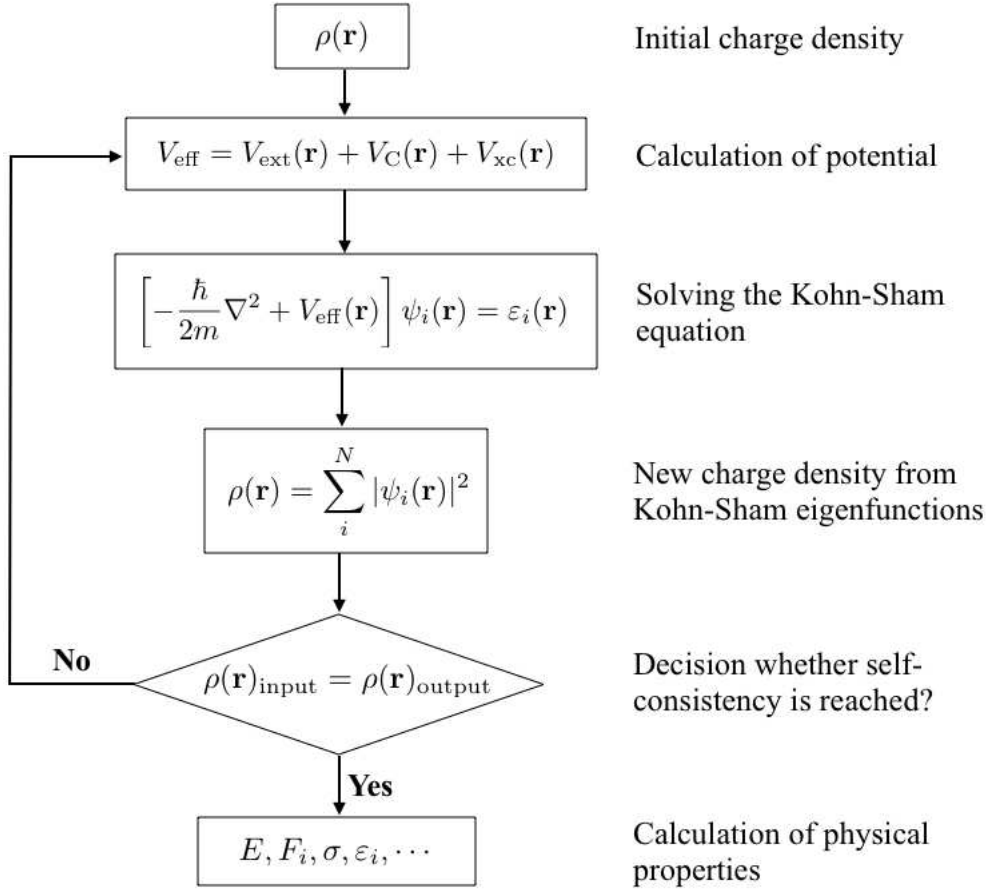 ρ(r)
Initial charge density
V_eff = V_ext(r) + V_C(r) + V_xc(r)
Calculation of potential
[−ℏ/2m ∇² + V_eff(r)] ψ_i(r) = ε_i(r)
Solving the Kohn-Sham
equation
ρ(r) = ∑_i^N |ψ_i(r)|²
New charge density from
Kohn-Sham eigenfunctions
No
ρ(r)_input = ρ(r)_output
Decision whether self-
consistency is reached?
Yes
E, F_i, σ, ε_i, ⋯
Calculation of physical
properties